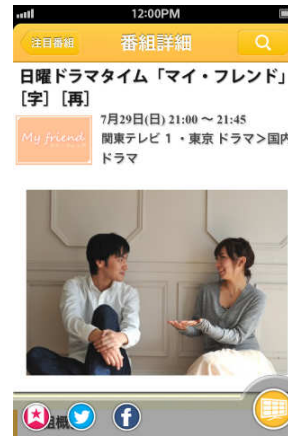 12:00PM
注目番組
番組詳細
日曜ドラマタイム「マイ・フレンド」
[字] [再]
My friend
7月29日(日) 21:00 ～ 21:45
関東テレビ 1 ・東京 ドラマ＞国内
ドラマ